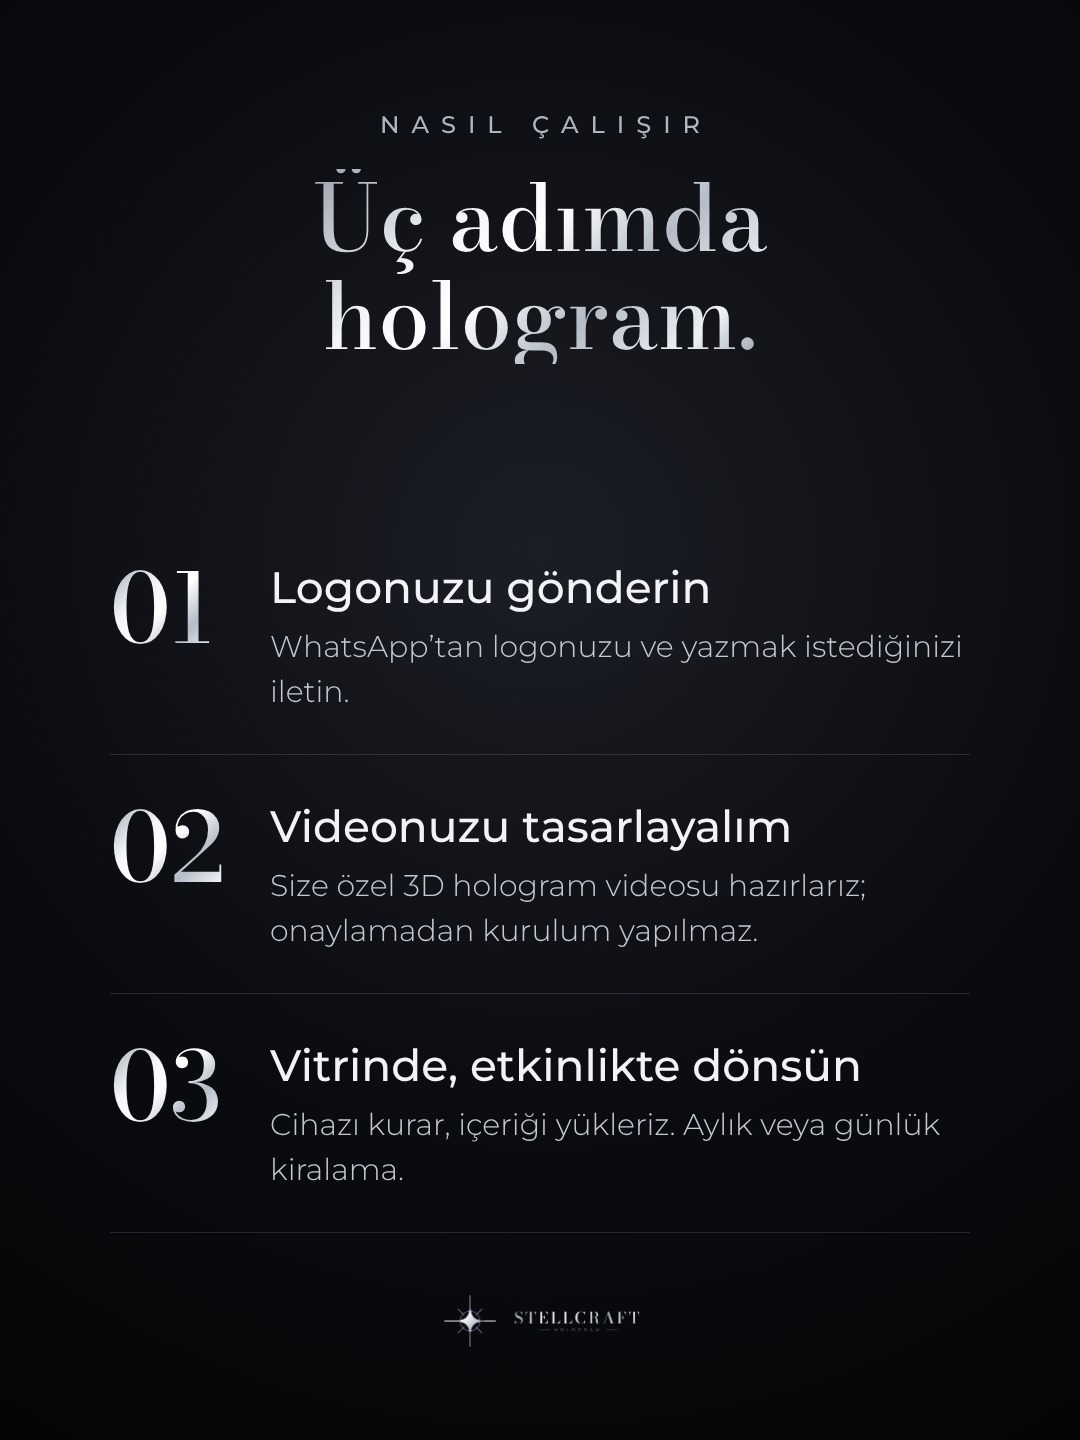 NASIL ÇALIŞIR
Üç adımda
hologram.
01
Logonuzu gönderin
WhatsApp’tan logonuzu ve yazmak istediğinizi
iletin.
02
Videonuzu tasarlayalım
Size özel 3D hologram videosu hazırlarız;
onaylamadan kurulum yapılmaz.
03
Vitrinde, etkinlikte dönsün
Cihazı kurar, içeriği yükleriz. Aylık veya günlük
kiralama.
STELLCRAFT
HOLOGRAM